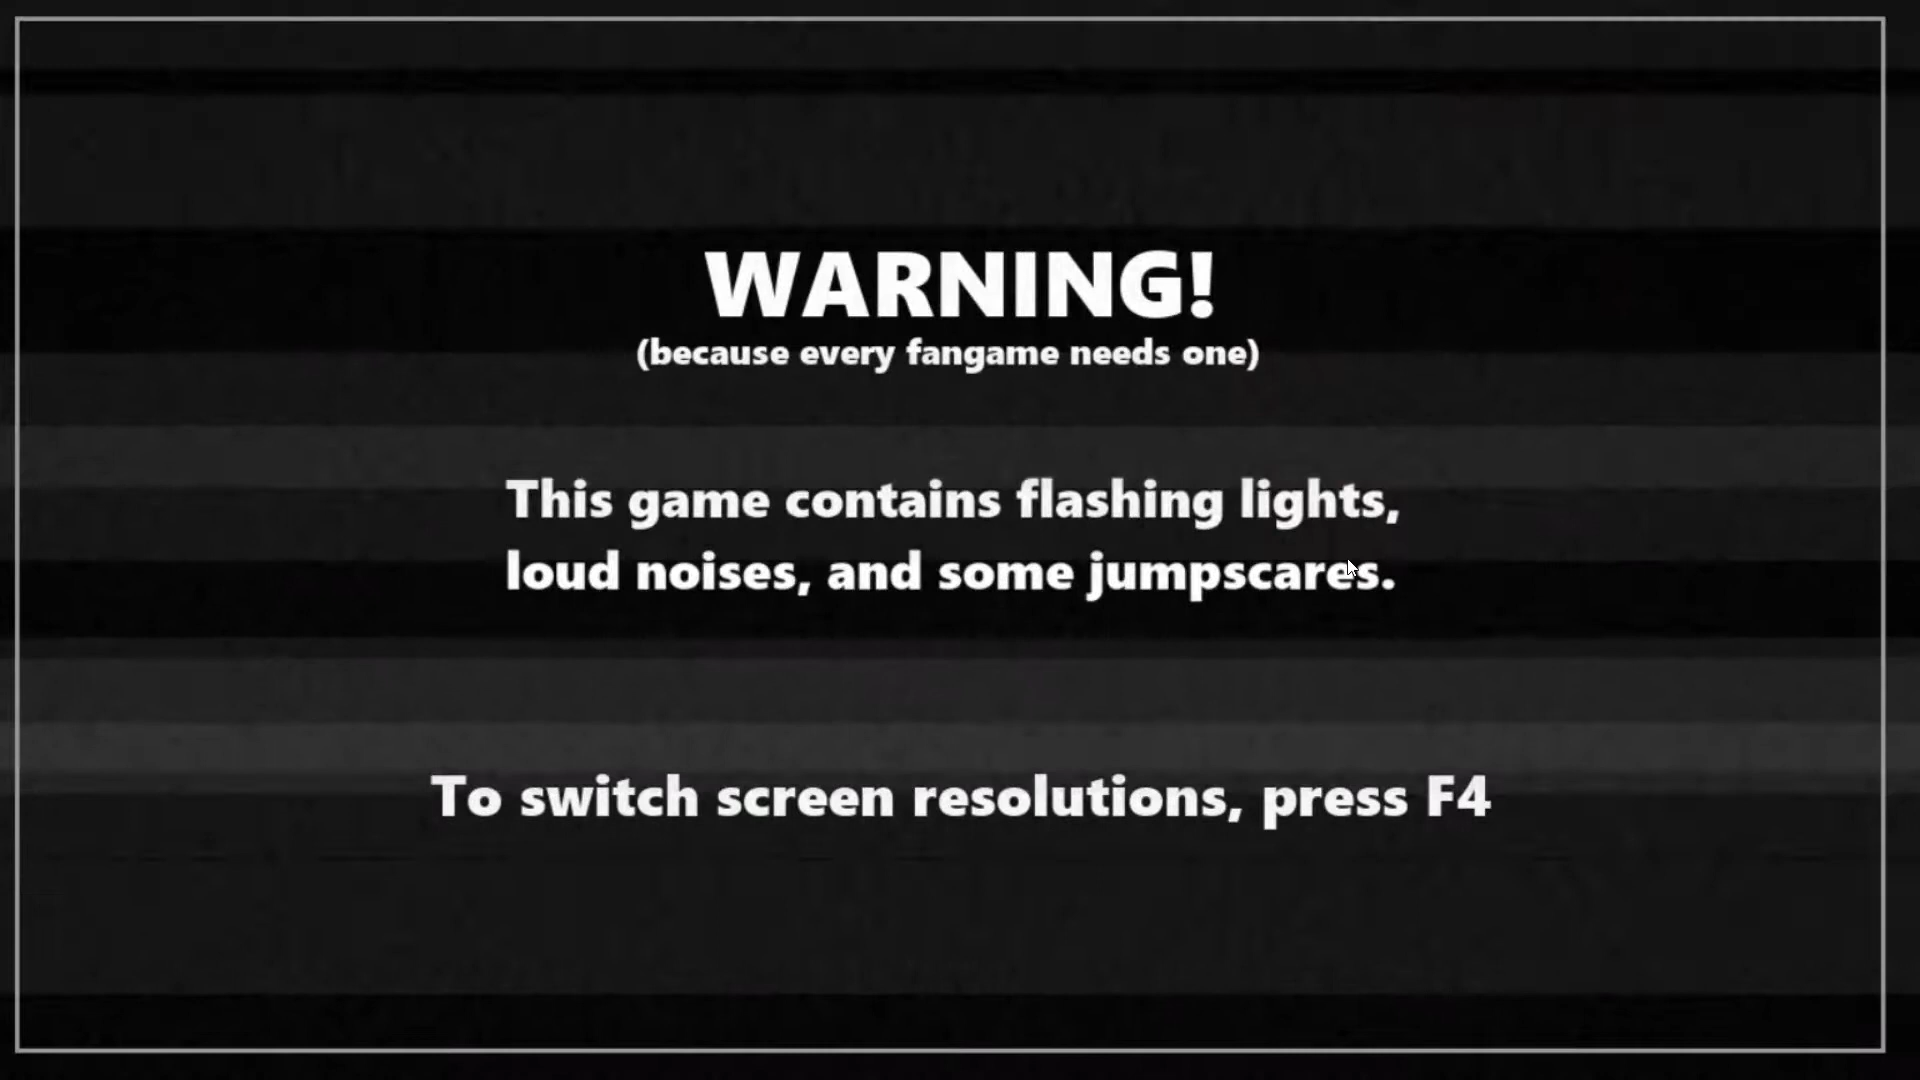 WARNING!
(because every fangame needs one)
This game contains flashing lights,
loud noises, and some jumpscares.
To switch screen resolutions, press F4